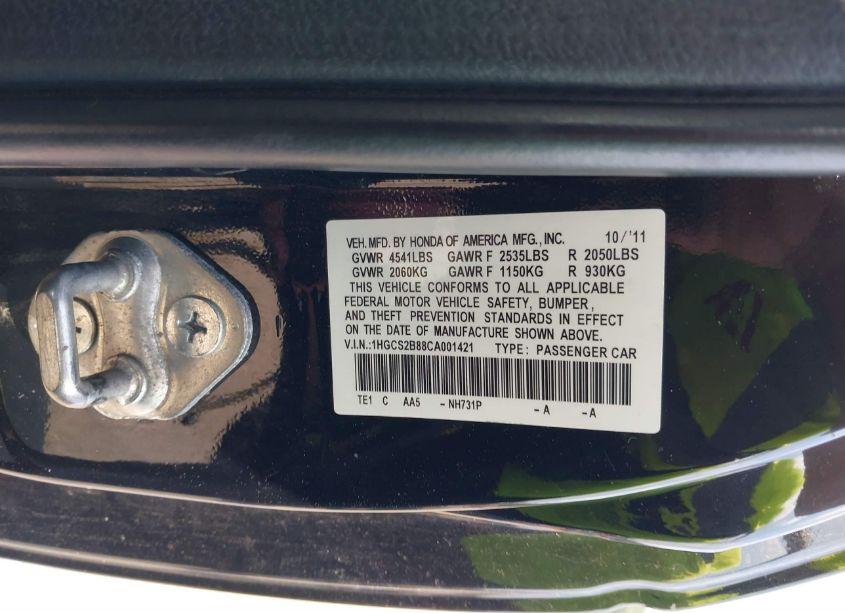 VEH. MFD. BY HONDA OF AMERICA MFG., INC. 10/'11
GVWR 4541LBS GAWR F 2535LBS R 2050LBS
GVWR 2060KG GAWR F 1150KG R 930KG
THIS VEHICLE CONFORMS TO ALL APPLICABLE
FEDERAL MOTOR VEHICLE SAFETY, BUMPER,
AND THEFT PREVENTION STANDARDS IN EFFECT
ON THE DATE OF MANUFACTURE SHOWN ABOVE.
V.I.N.:1HGCS2B88CA001421 TYPE: PASSENGER CAR
TE1 C AA5 -NH731P -A -A